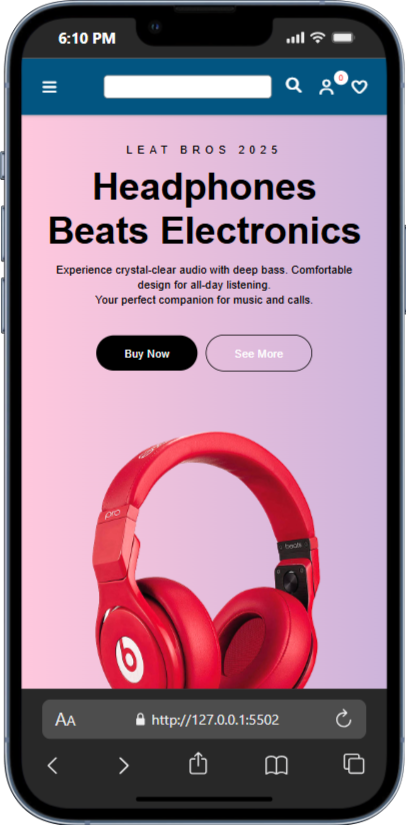 6:10 PM
0
LEAT BROS 2025
Headphones
Beats Electronics
Experience crystal-clear audio with deep bass. Comfortable
design for all-day listening.
Your perfect companion for music and calls.
Buy Now
See More
pro
beats
b
AA
http://127.0.0.1:5502